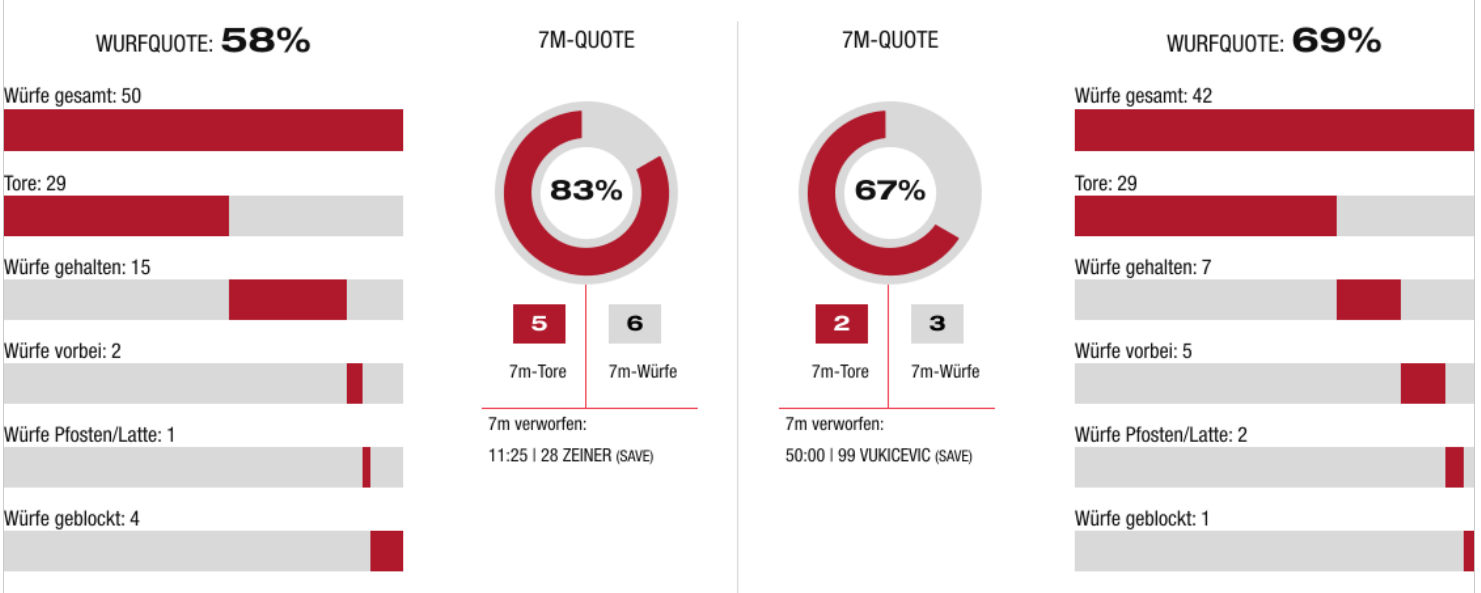 WURFQUOTE: 58%
Würfe gesamt: 50
Tore: 29
Würfe gehalten: 15
Würfe vorbei: 2
Würfe Pfosten/Latte: 1
Würfe geblockt: 4
7M-QUOTE
83%
5 6
7m-Tore 7m-Würfe
7m verworfen:
11:25 | 28 ZEINER (SAVE)
7M-QUOTE
67%
2 3
7m-Tore 7m-Würfe
7m verworfen:
50:00 | 99 VUKICEVIC (SAVE)
WURFQUOTE: 69%
Würfe gesamt: 42
Tore: 29
Würfe gehalten: 7
Würfe vorbei: 5
Würfe Pfosten/Latte: 2
Würfe geblockt: 1